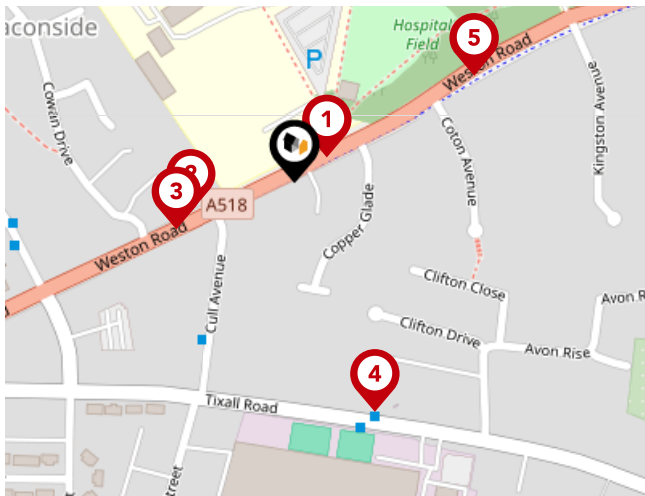 aconside
Hospital
Field
P
5
Weston Road
Kingston Avenue
Cowan Drive
1
Coton Avenue
3
A518
Weston Road
Copper Glade
Cull Avenue
Clifton Close
Avon R
Clifton Drive
Avon Rise
4
Tixall Road
treet